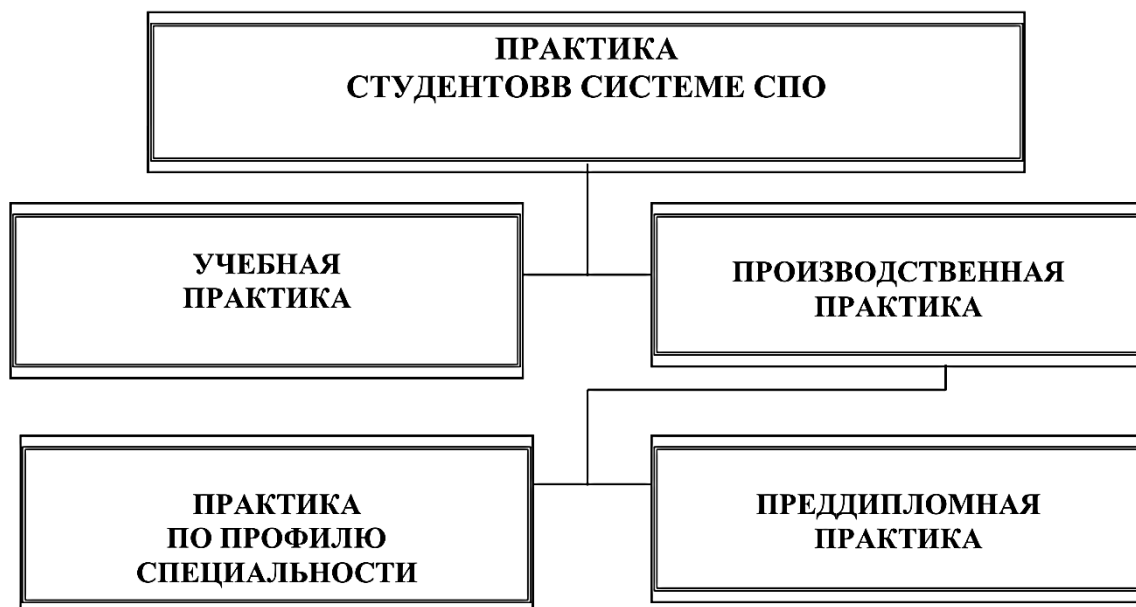 ПРАКТИКА
СТУДЕНТОВВ СИСТЕМЕ СПО
УЧЕБНАЯ
ПРАКТИКА
ПРОИЗВОДСТВЕННАЯ
ПРАКТИКА
ПРАКТИКА
ПО ПРОФИЛЮ
СПЕЦИАЛЬНОСТИ
ПРЕДДИПЛОМНАЯ
ПРАКТИКА